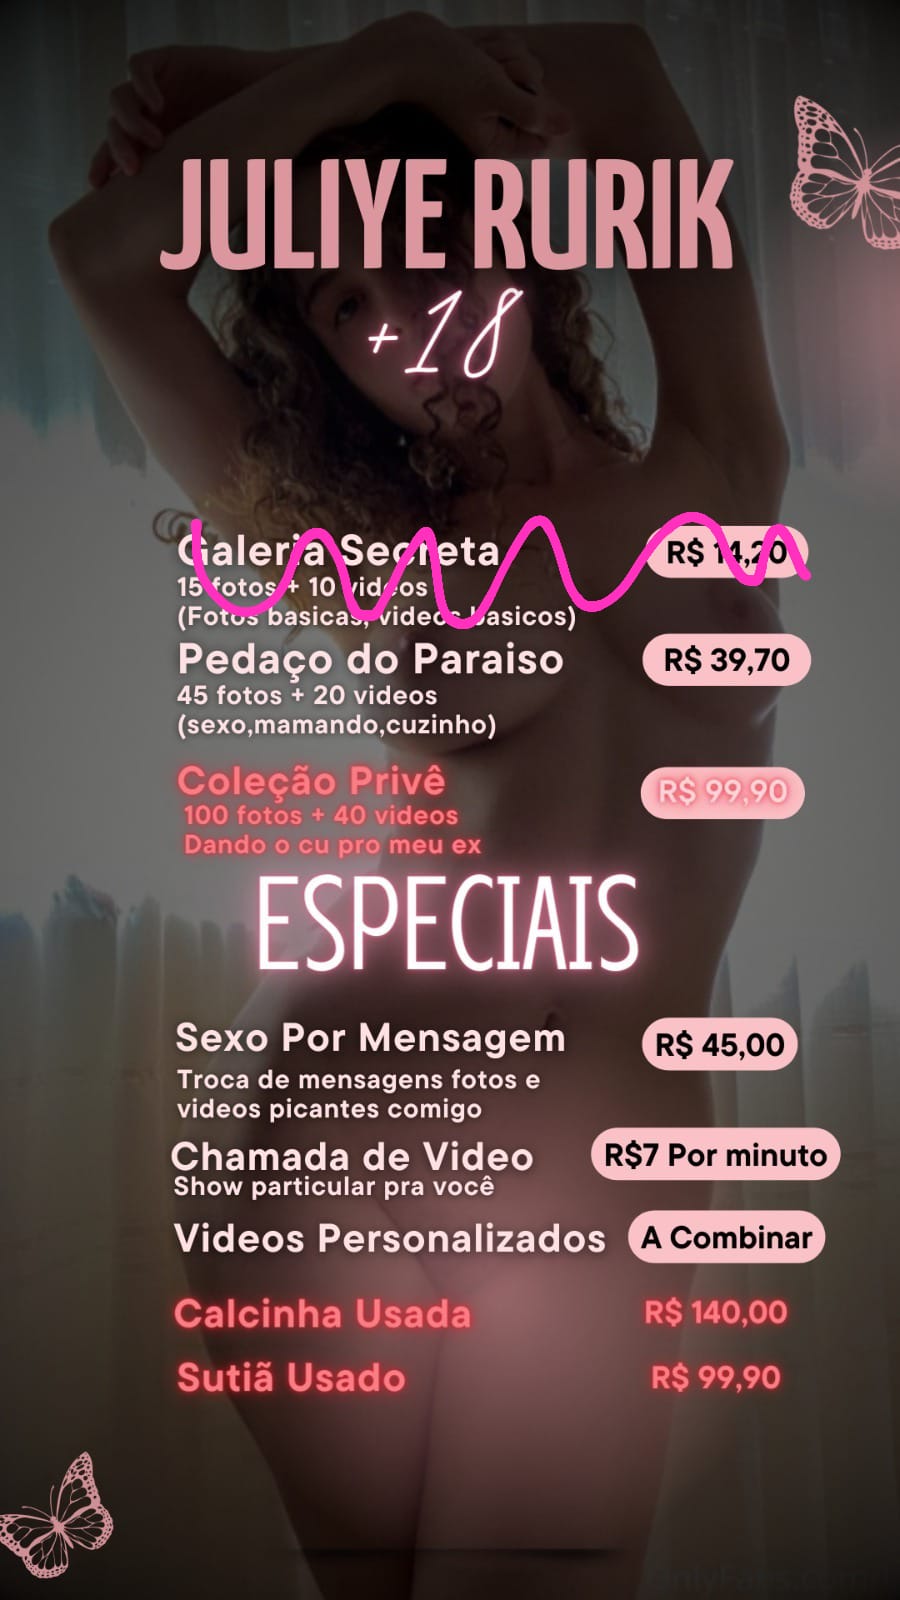 JULIYE RURIK
+18
Galeria Secreta R$ 14,20
15 fotos + 10 videos
(Fotos basicas, videos basicos)
Pedaço do Paraiso R$ 39,70
45 fotos + 20 videos
(sexo,mamando,cuzinho)
Coleção Privê R$ 99,90
100 fotos + 40 videos
Dando o cu pro meu ex
ESPECIAIS
Sexo Por Mensagem R$ 45,00
Troca de mensagens fotos e
videos picantes comigo
Chamada de Video R$7 Por minuto
Show particular pra você
Videos Personalizados A Combinar
Calcinha Usada R$ 140,00
Sutiã Usado R$ 99,90